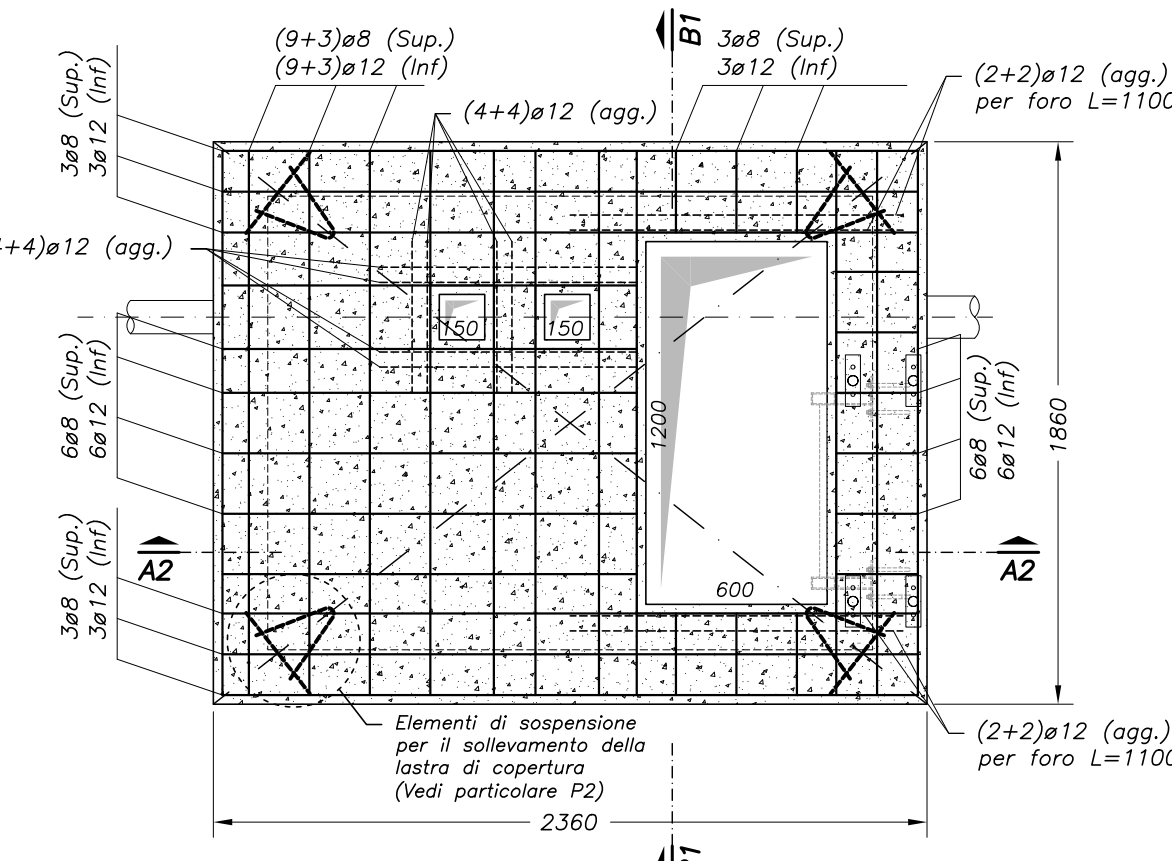 B1
(9+3)ø8 (Sup.)
(9+3)ø12 (Inf)
3ø8 (Sup.)
3ø12 (Inf)
(2+2)ø12 (agg.)
per foro L=1100
3ø8 (Sup.)
3ø12 (Inf)
(4+4)ø12 (agg.)
+4)ø12 (agg.)
150
150
1200
600
6ø8 (Sup.)
6ø12 (Inf)
6ø8 (Sup.)
6ø12 (Inf)
1860
A2
A2
3ø8 (Sup.)
3ø12 (Inf)
Elementi di sospensione
per il sollevamento della
lastra di copertura
(Vedi particolare P2)
(2+2)ø12 (agg.)
per foro L=1100
2360